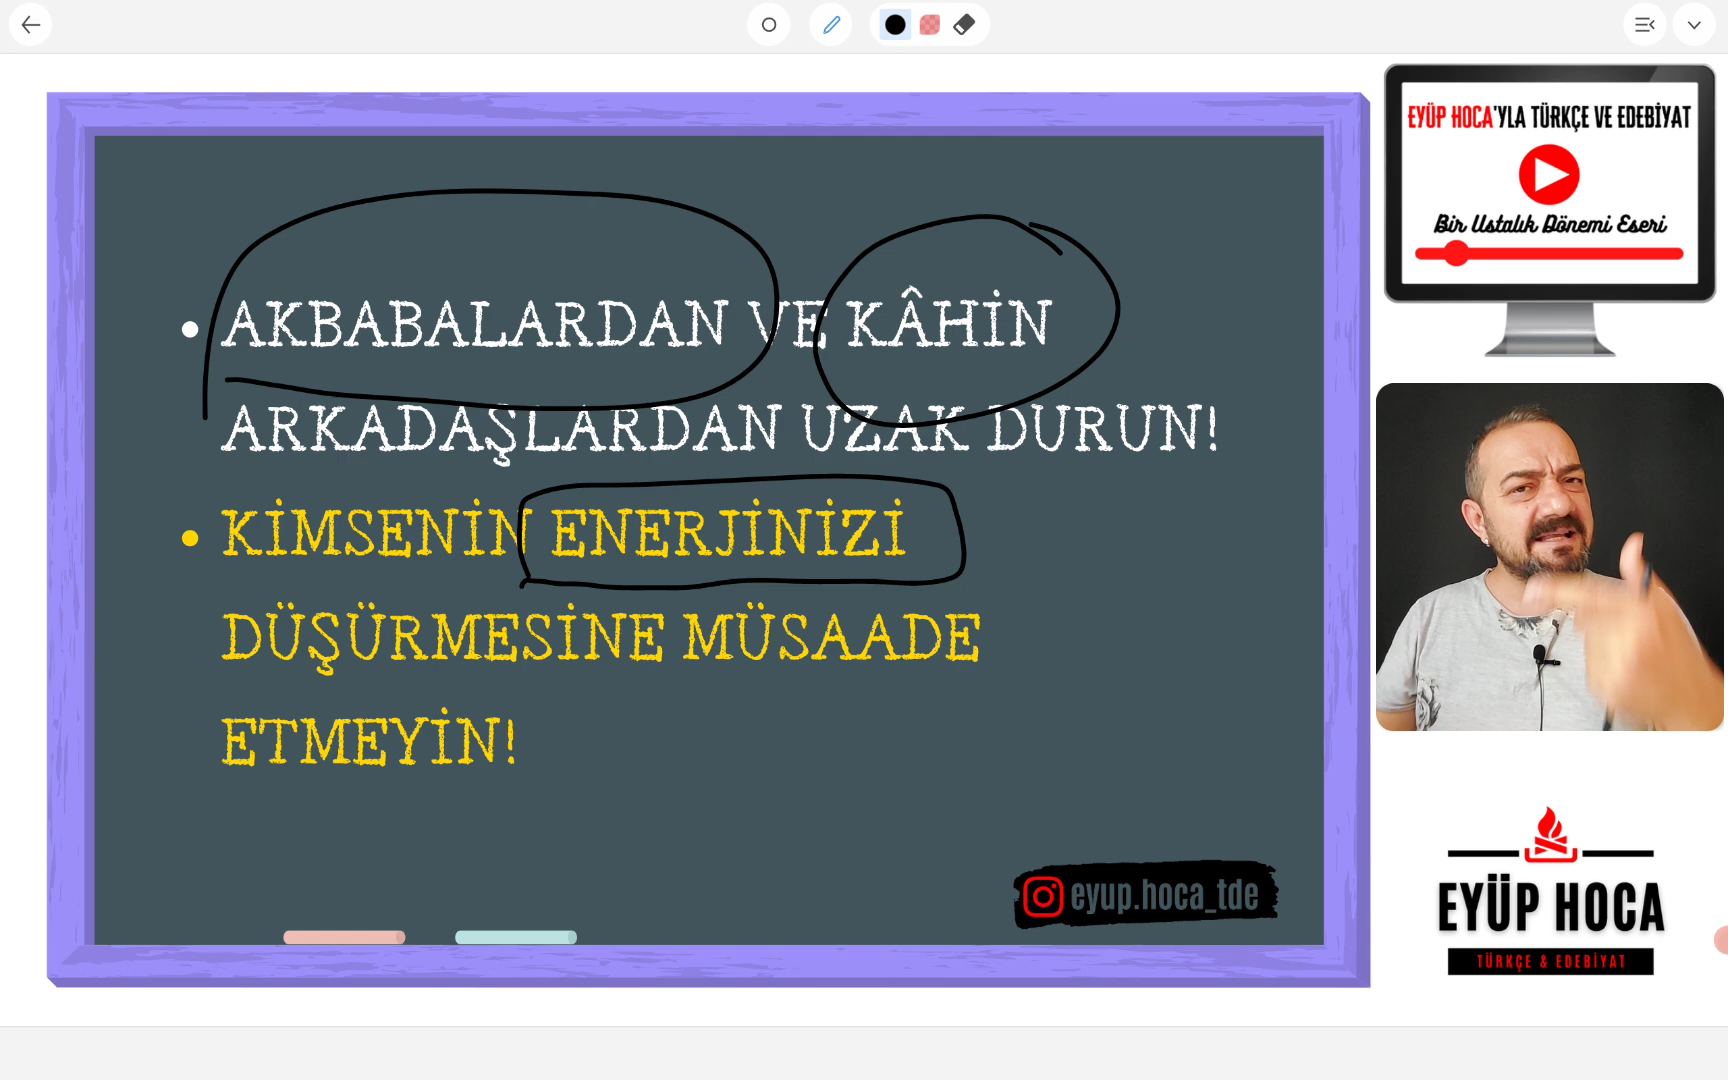 AKBABALARDAN VE KÂHİN
ARKADAŞLARDAN UZAK DURUN!
KİMSENİN ENERJİNİZİ
DÜŞÜRMESİNE MÜSAADE
ETMEYİN!
eyup.hoca_tde
EYÜP HOCA'YLA TÜRKÇE VE EDEBİYAT
Bir Ustalık Dönemi Eseri
EYÜP HOCA
TÜRKÇE & EDEBİYAT